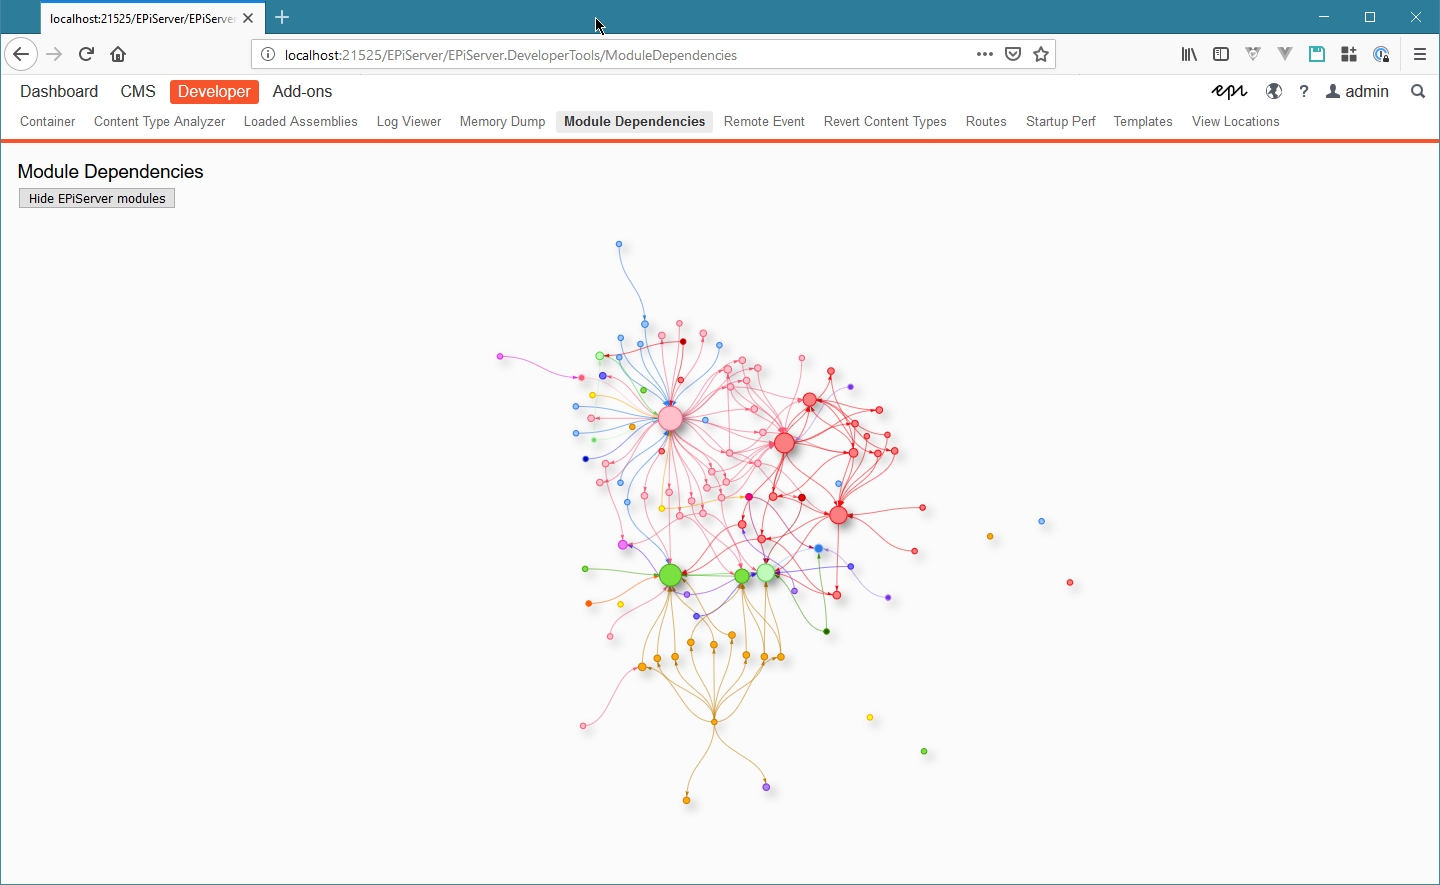 localhost:21525/EPiServer/EPiServe
localhost:21525/EPiServer/EPiServer.DeveloperTools/ModuleDependencies
Dashboard CMS Developer Add-ons epi ? admin
Container Content Type Analyzer Loaded Assemblies Log Viewer Memory Dump Module Dependencies Remote Event Revert Content Types Routes Startup Perf Templates View Locations
Module Dependencies
Hide EPiServer modules